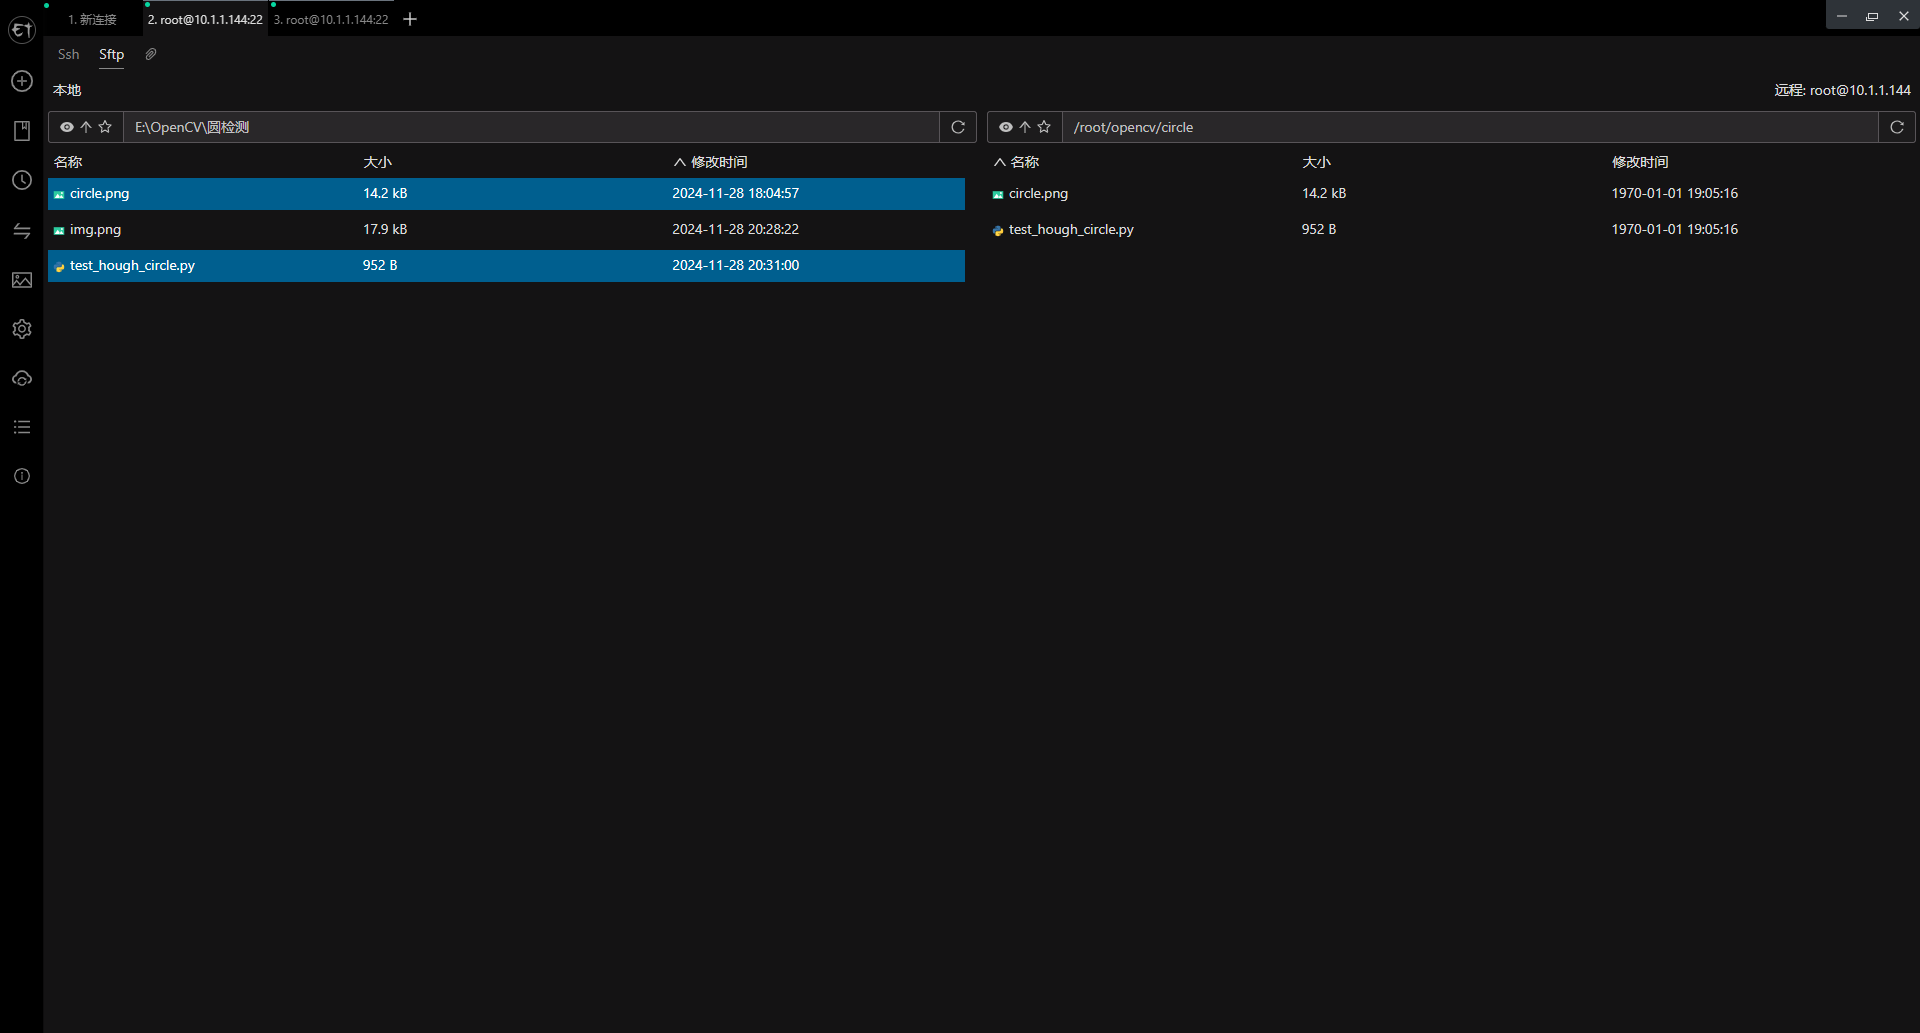 1. 新连接
2. root@10.1.1.144:22
3. root@10.1.1.144:22
Ssh
Sftp
本地
远程: root@10.1.1.144
E:\OpenCV\圆检测
/root/opencv/circle
名称 大小 修改时间
circle.png 14.2 kB 2024-11-28 18:04:57
img.png 17.9 kB 2024-11-28 20:28:22
test_hough_circle.py 952 B 2024-11-28 20:31:00
名称 大小 修改时间
circle.png 14.2 kB 1970-01-01 19:05:16
test_hough_circle.py 952 B 1970-01-01 19:05:16